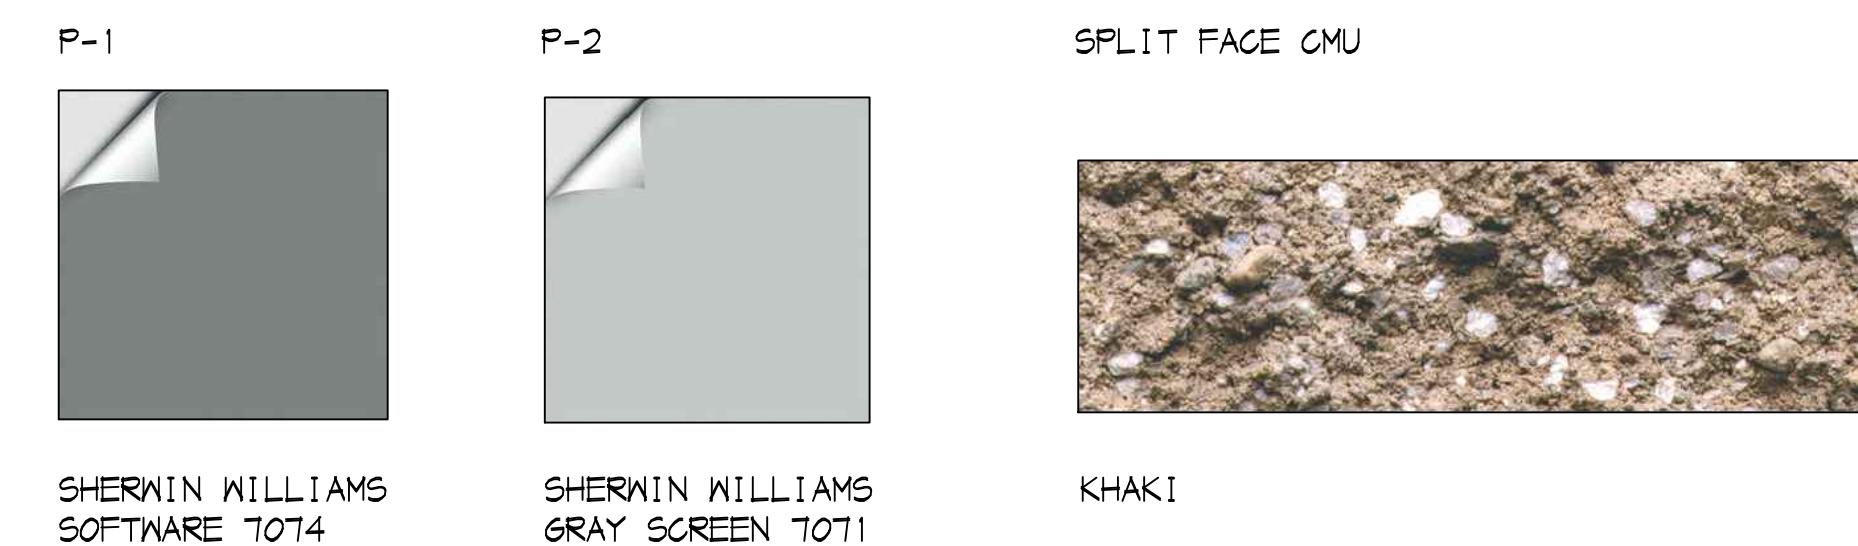 P-1
P-2
SPLIT FACE CMU
SHERWIN WILLIAMS
SOFTWARE 7074
SHERWIN WILLIAMS
GRAY SCREEN 7071
KHAKI